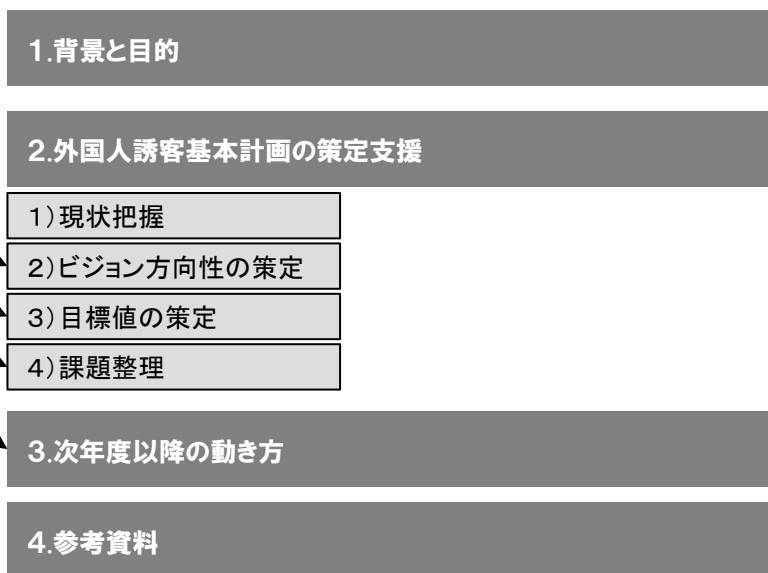 1.背景と目的
2.外国人誘客基本計画の策定支援
1）現状把握
2）ビジョン方向性の策定
3）目標値の策定
4）課題整理
3.次年度以降の動き方
4.参考資料